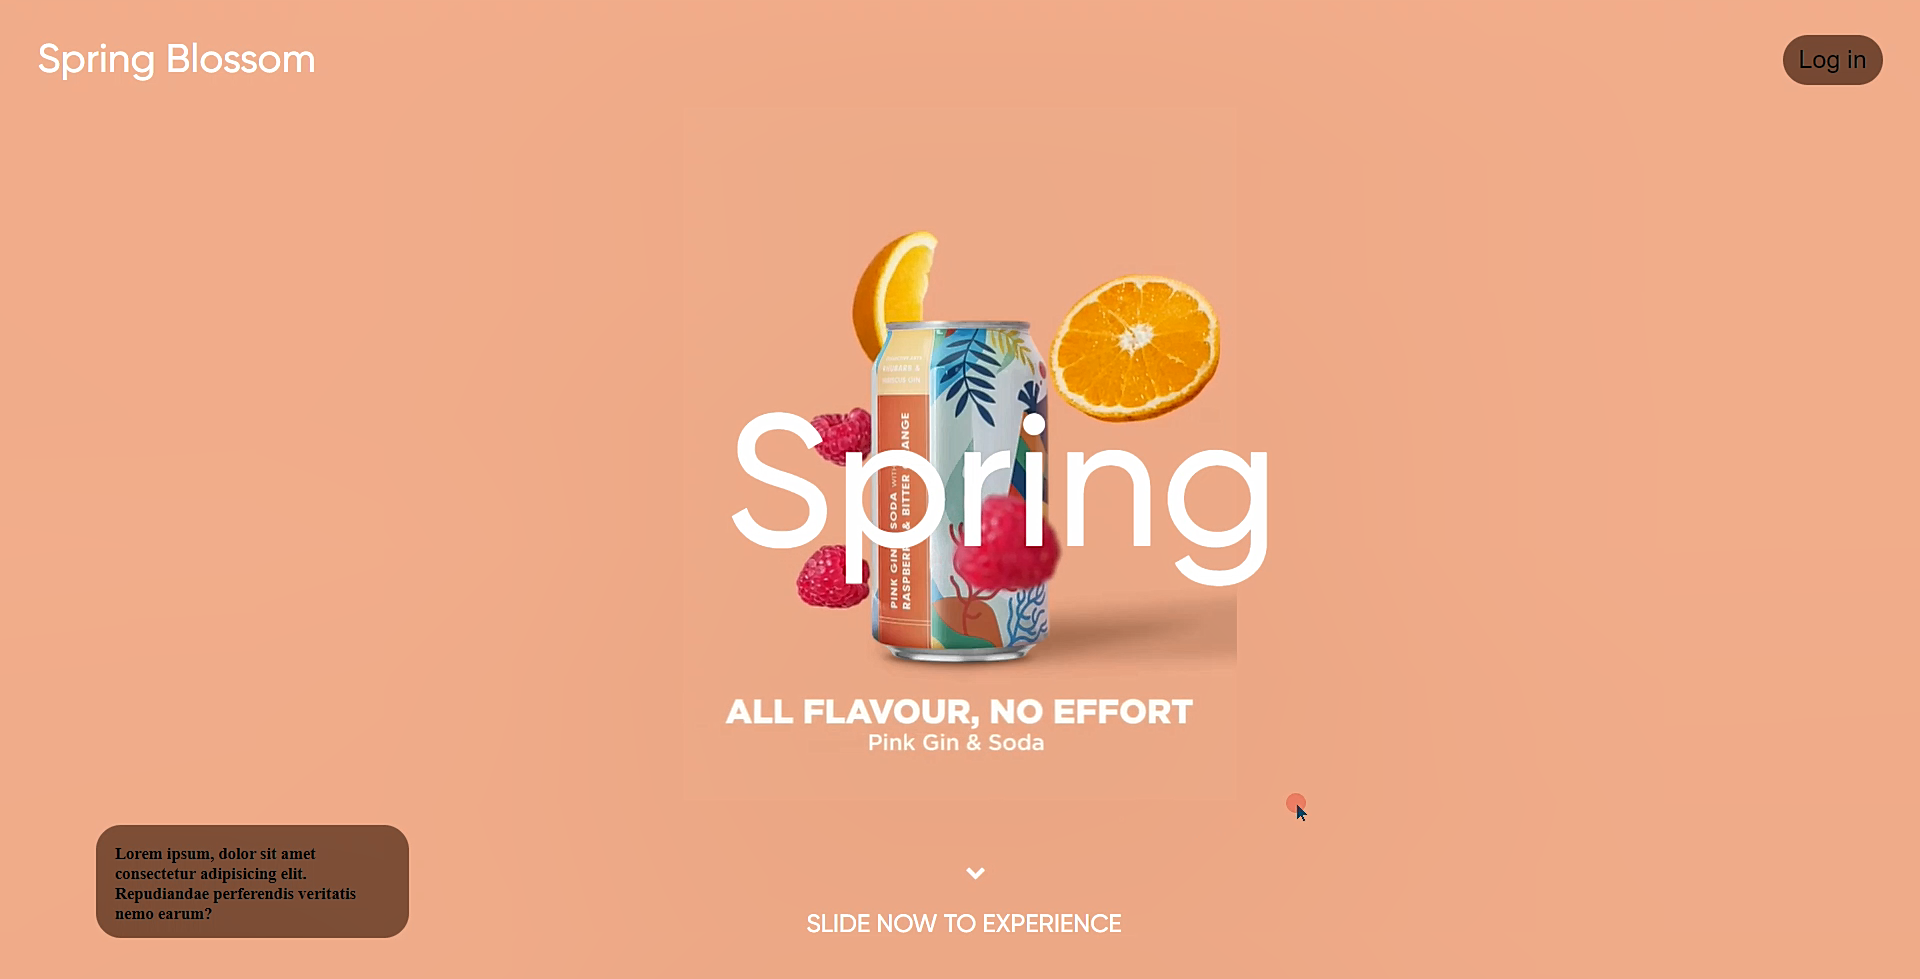 Spring Blossom
Log in
RHUBARB &
PINK GIN SODA WITH
RASPBERRY & BITTER ORANGE
Spring
ALL FLAVOUR, NO EFFORT
Pink Gin & Soda
Lorem ipsum, dolor sit amet
consectetur adipisicing elit.
Repudiandae perferendis veritatis
nemo earum?
SLIDE NOW TO EXPERIENCE